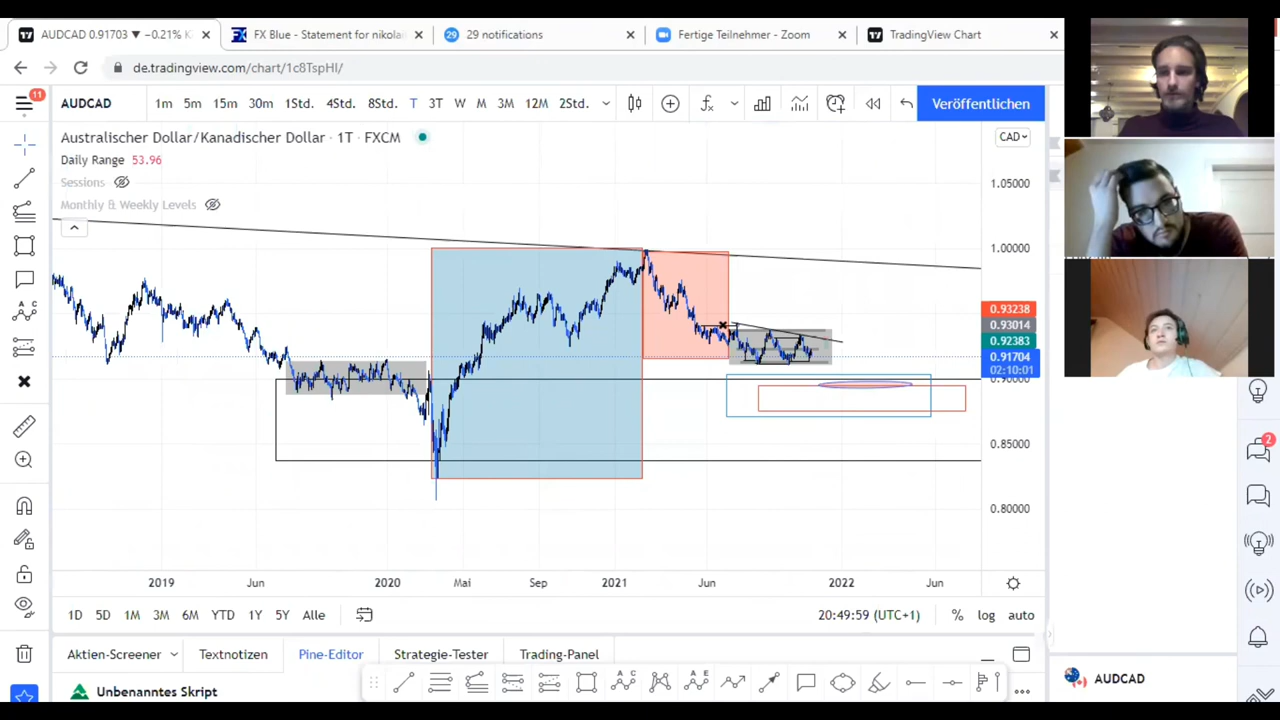 AUDCAD 0.91703 ▼ −0.21%
FX Blue - Statement for nikola
29 notifications
Fertige Teilnehmer - Zoom
TradingView Chart
de.tradingview.com/chart/1c8TspHI/
11
AUDCAD
1m 5m 15m 30m 1Std. 4Std. 8Std. T 3T W M 3M 12M 2Std.
Veröffentlichen
Australischer Dollar/Kanadischer Dollar · 1T · FXCM
CAD
Daily Range 53.96
Sessions
Monthly & Weekly Levels
1.05000
1.00000
0.93238
0.93014
0.92383
0.91704
02:10:01
0.90000
0.85000
0.80000
2019 Jun 2020 Mai Sep 2021 Jun 2022 Jun
1D 5D 1M 3M 6M YTD 1Y 5Y Alle
20:49:59 (UTC+1)
% log auto
Aktien-Screener Textnotizen Pine-Editor Strategie-Tester Trading-Panel
Unbenanntes Skript
29
2
AUDCAD